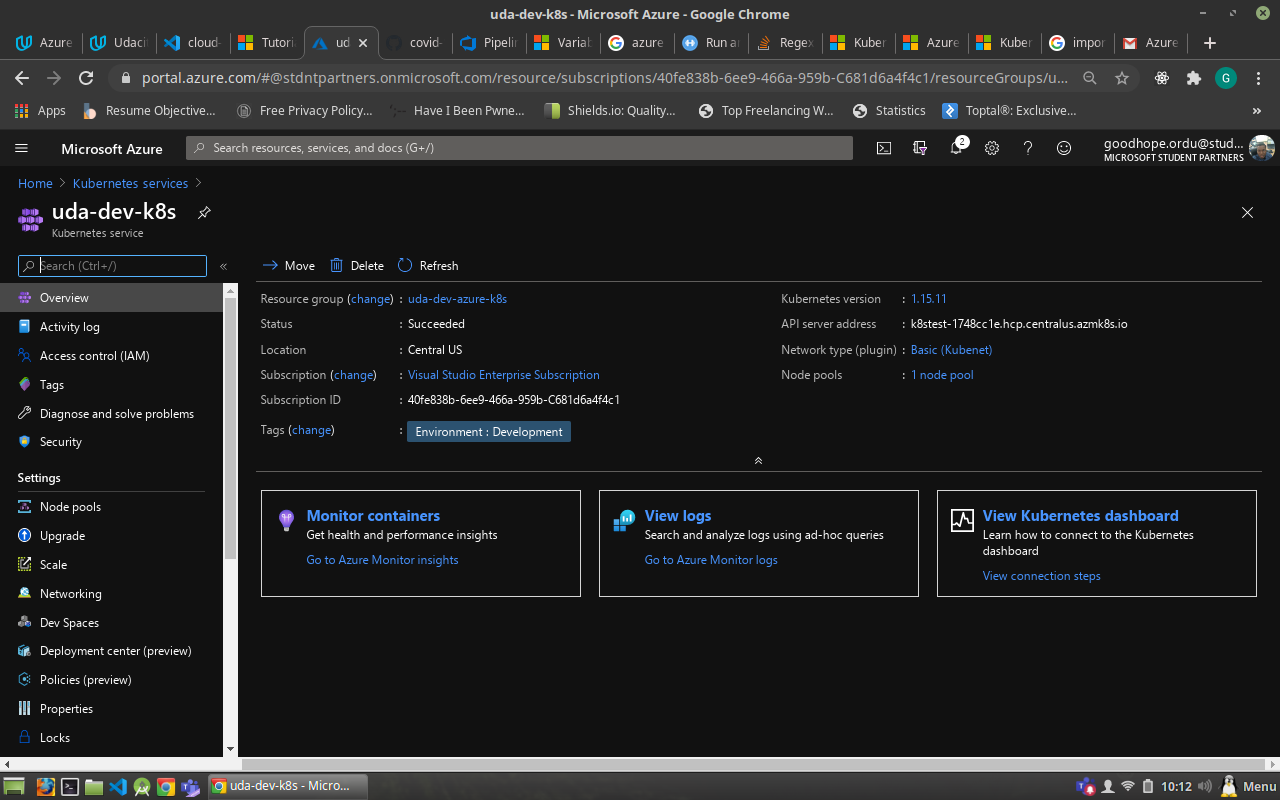 uda-dev-k8s - Microsoft Azure - Google Chrome
Azure
Udacit
cloud-
Tutoria
ud
covid-
Pipelin
Variab
azure
Run an
Regex
Kuber
Azure
Kuber
impor
Azure
portal.azure.com/#@stdntpartners.onmicrosoft.com/resource/subscriptions/40fe838b-6ee9-466a-959b-C681d6a4f4c1/resourceGroups/u...
G
Apps
Resume Objective...
Free Privacy Policy...
Have I Been Pwne...
Shields.io: Quality...
Top Freelancing W...
Statistics
Toptal®: Exclusive...
»
Microsoft Azure
Search resources, services, and docs (G+/)
2
goodhope.ordu@stud...
MICROSOFT STUDENT PARTNERS
Home > Kubernetes services >
uda-dev-k8s
Kubernetes service
Search (Ctrl+/)
«
Move
Delete
Refresh
Overview
Activity log
Access control (IAM)
Tags
Diagnose and solve problems
Security
Settings
Node pools
Upgrade
Scale
Networking
Dev Spaces
Deployment center (preview)
Policies (preview)
Properties
Locks
Resource group (change) : uda-dev-azure-k8s
Status : Succeeded
Location : Central US
Subscription (change) : Visual Studio Enterprise Subscription
Subscription ID : 40fe838b-6ee9-466a-959b-C681d6a4f4c1
Tags (change) : Environment : Development
Kubernetes version : 1.15.11
API server address : k8stest-1748cc1e.hcp.centralus.azmk8s.io
Network type (plugin) : Basic (Kubenet)
Node pools : 1 node pool
Monitor containers
Get health and performance insights
Go to Azure Monitor insights
View logs
Search and analyze logs using ad-hoc queries
Go to Azure Monitor logs
View Kubernetes dashboard
Learn how to connect to the Kubernetes
dashboard
View connection steps
uda-dev-k8s - Micro...
10:12
Menu